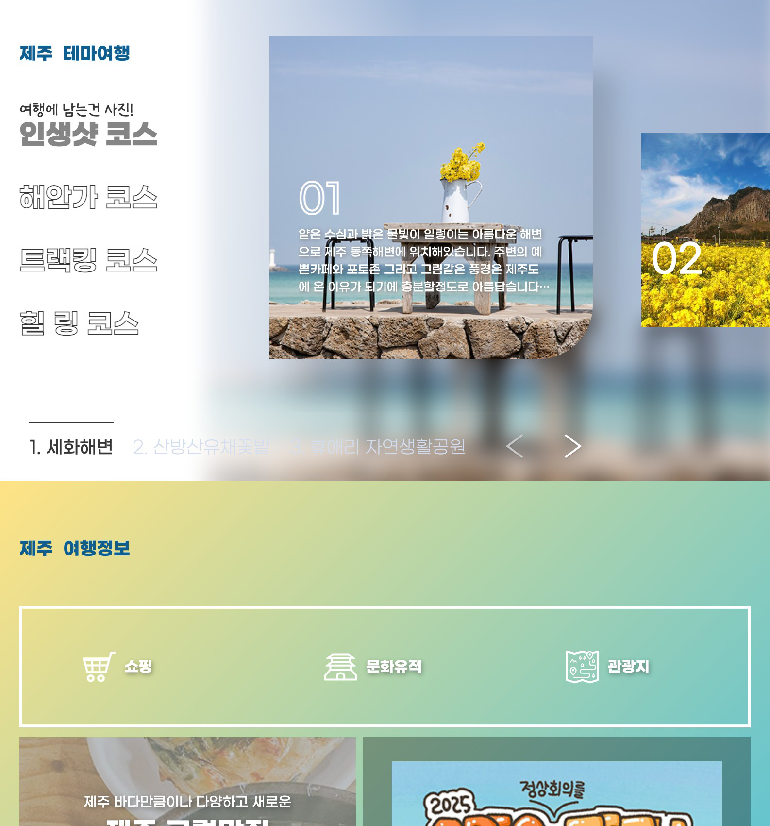 제주 테마여행
여행에 남는건 사진!
인생샷 코스
해안가 코스
트랙킹 코스
힐 링 코스
01
얕은 수심과 밝은 물빛이 일렁이는 아름다운 해변
으로 제주 동쪽해변에 위치해있습니다. 주변의 예
쁜카페와 포토존 그리고 그림같은 풍경은 제주도
에 온 이유가 되기에 충분할정도로 아름답습니다…
02
1. 세화해변
2. 산방산유채꽃밭
휴애리 자연생활공원
제주 여행정보
쇼핑
문화유적
관광지
제주 바다만큼이나 다양하고 새로운
2025
정상회의를